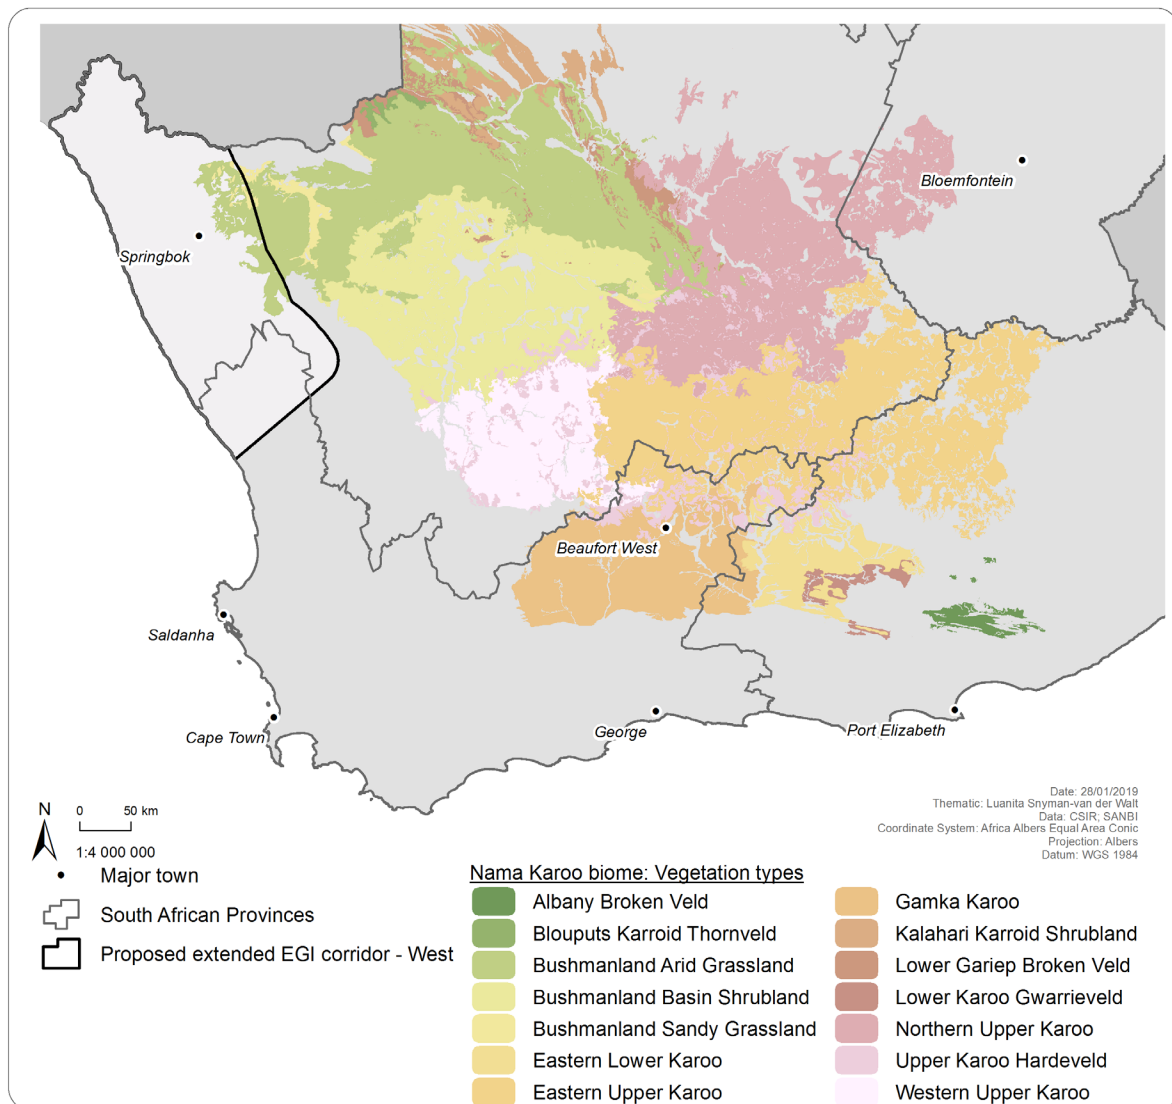 Bloemfontein
Springbok
Beaufort West
Saldanha
Cape Town
George
Port Elizabeth
Date: 28/01/2019
Thematic: Luanita Snyman-van der Walt
Data: CSIR; SANBI
Coordinate System: Africa Albers Equal Area Conic
Projection: Albers
Datum: WGS 1984
N
0 50 km
1:4 000 000
Major town
South African Provinces
Proposed extended EGI corridor - West
Nama Karoo biome: Vegetation types
Albany Broken Veld
Blouputs Karroid Thornveld
Bushmanland Arid Grassland
Bushmanland Basin Shrubland
Bushmanland Sandy Grassland
Eastern Lower Karoo
Eastern Upper Karoo
Gamka Karoo
Kalahari Karroid Shrubland
Lower Gariep Broken Veld
Lower Karoo Gwarrieveld
Northern Upper Karoo
Upper Karoo Hardeveld
Western Upper Karoo